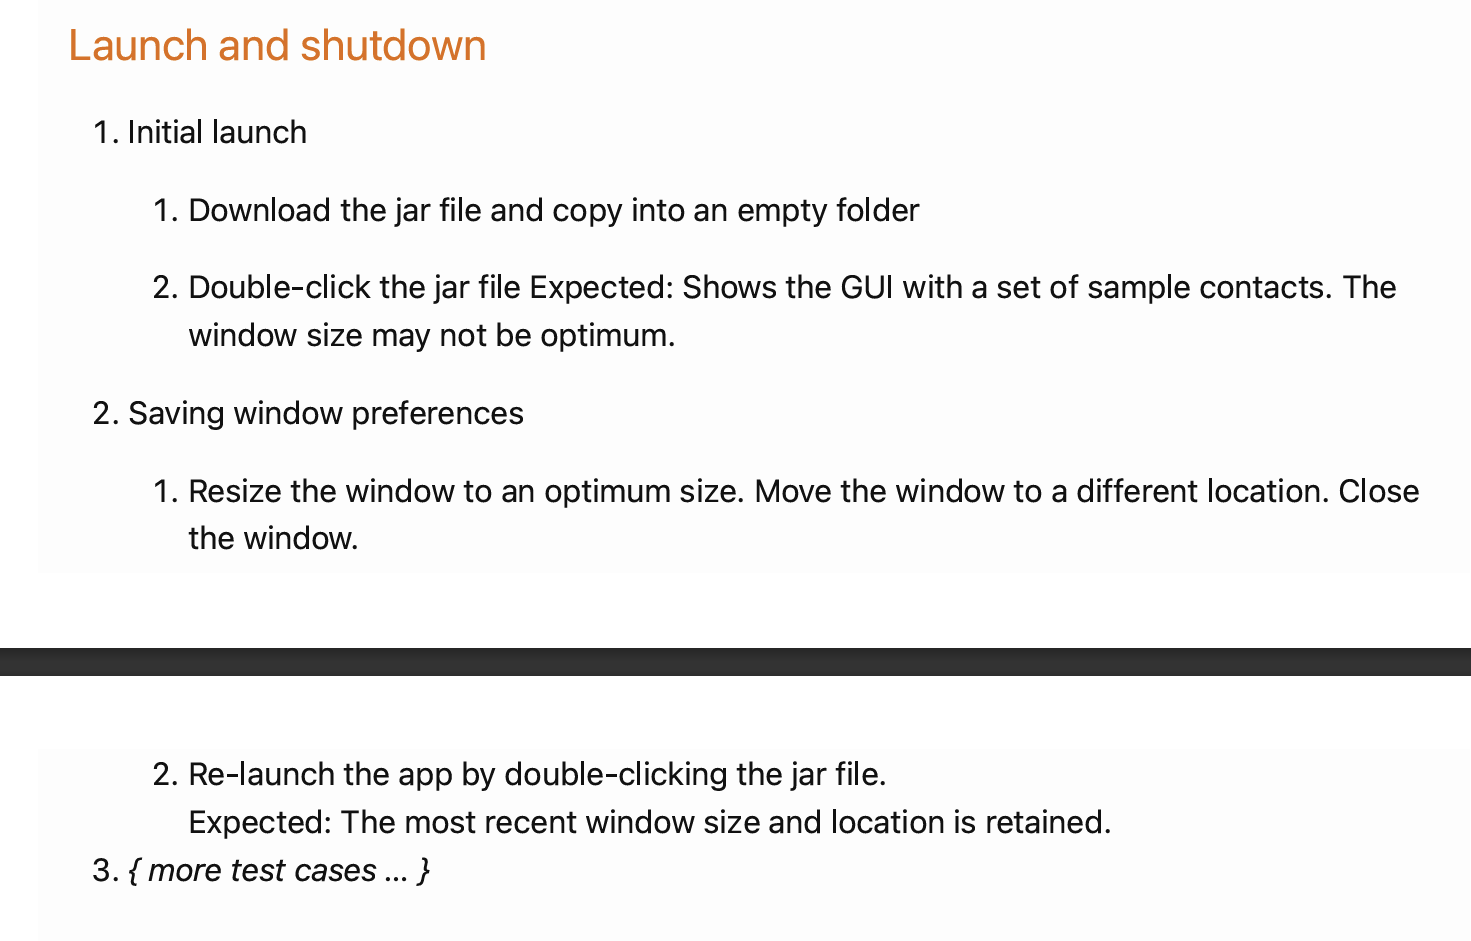 Launch and shutdown
1. Initial launch
1. Download the jar file and copy into an empty folder
2. Double-click the jar file Expected: Shows the GUI with a set of sample contacts. The
window size may not be optimum.
2. Saving window preferences
1. Resize the window to an optimum size. Move the window to a different location. Close
the window.
2. Re-launch the app by double-clicking the jar file.
Expected: The most recent window size and location is retained.
3. { more test cases … }